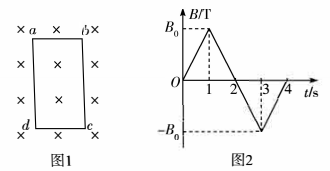 a b
d c
图1
B/T
B₀
O 1 2 3 4 t/s
-B₀
图2